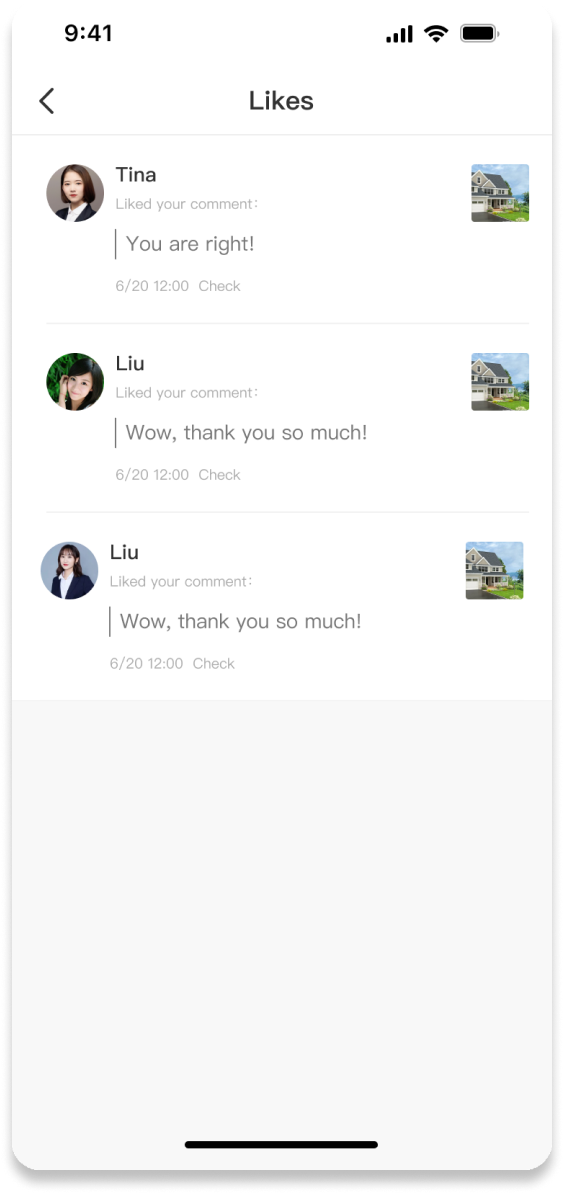 9:41
Likes
Tina
Liked your comment:
You are right!
6/20 12:00 Check
Liu
Liked your comment:
Wow, thank you so much!
6/20 12:00 Check
Liu
Liked your comment:
Wow, thank you so much!
6/20 12:00 Check